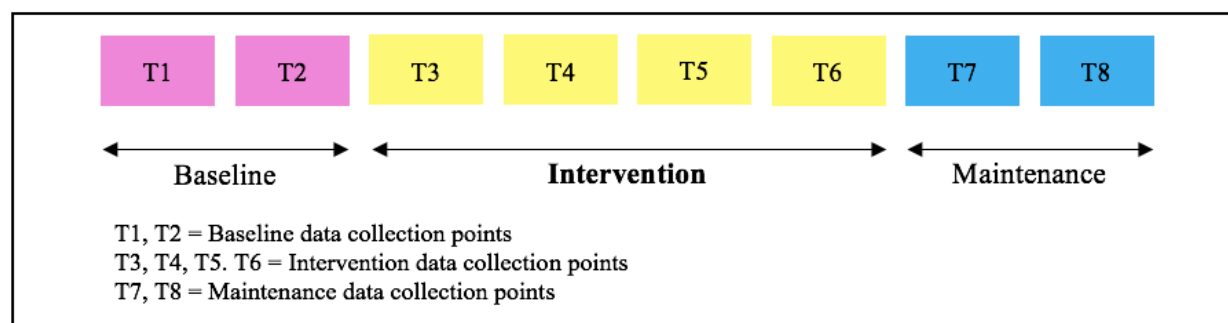 T1 T2 T3 T4 T5 T6 T7 T8
Baseline Intervention Maintenance
T1, T2 = Baseline data collection points
T3, T4, T5. T6 = Intervention data collection points
T7, T8 = Maintenance data collection points